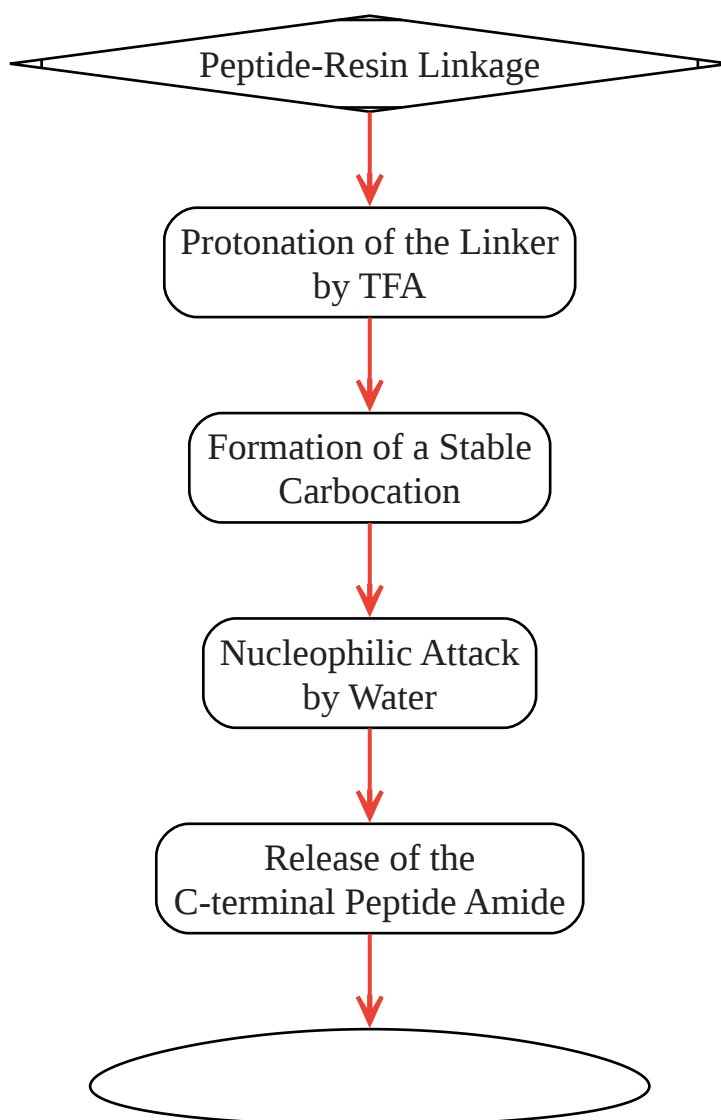 Peptide-Resin Linkage
Protonation of the Linker
by TFA
Formation of a Stable
Carbocation
Nucleophilic Attack
by Water
Release of the
C-terminal Peptide Amide